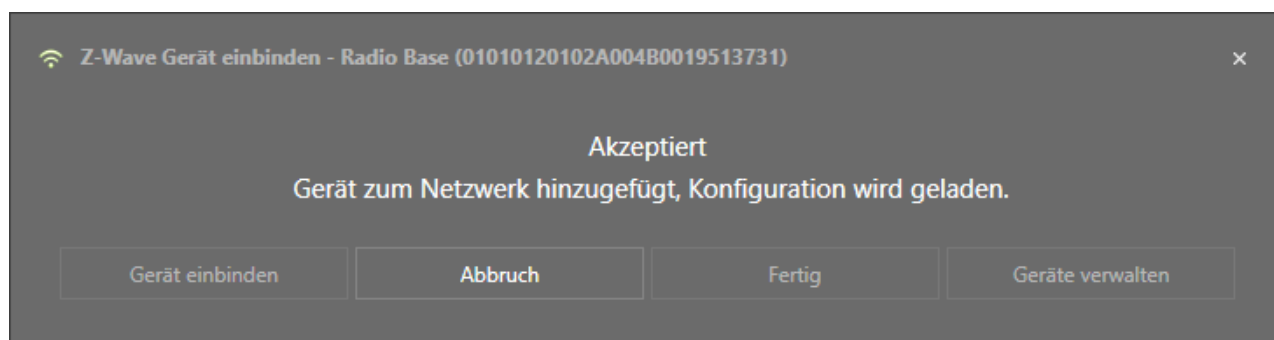 Z-Wave Gerät einbinden - Radio Base (01010120102A004B0019513731)
Akzeptiert
Gerät zum Netzwerk hinzugefügt, Konfiguration wird geladen.
Gerät einbinden Abbruch Fertig Geräte verwalten